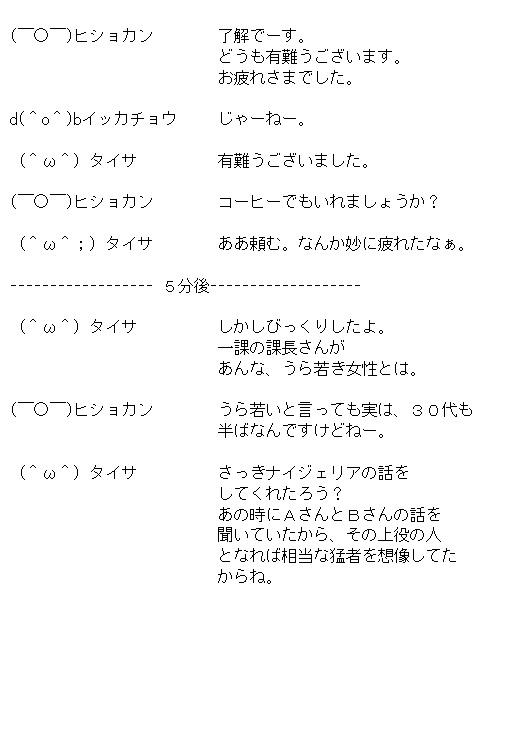 (￣○￣)ヒショカン　了解でーす。
どうも有難うございます。
お疲れさまでした。
d(＾o＾)bイッカチョウ　じゃーねー。
（＾ω＾）タイサ　有難うございました。
(￣○￣)ヒショカン　コーヒーでもいれましょうか？
（＾ω＾；）タイサ　ああ頼む。なんか妙に疲れたなぁ。
------------------ ５分後-------------------
（＾ω＾）タイサ　しかしびっくりしたよ。
一課の課長さんが
あんな、うら若き女性とは。
(￣○￣)ヒショカン　うら若いと言っても実は、３０代も
半ばなんですけどねー。
（＾ω＾）タイサ　さっきナイジェリアの話を
してくれたろう？
あの時にＡさんとＢさんの話を
聞いていたから、その上役の人
となれば相当な猛者を想像してた
からね。